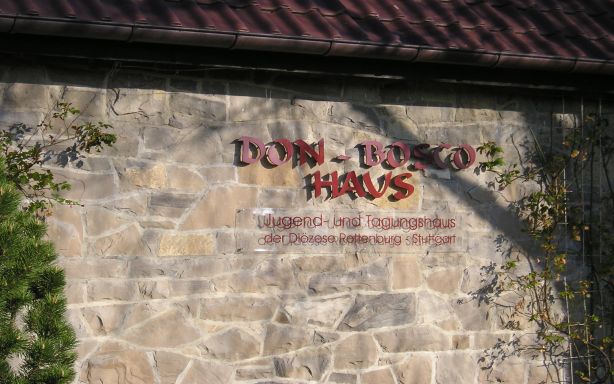 DON - BOSCO
HAUS
Jugend- und Tagungshaus
der Diözese Rottenburg - Stuttgart